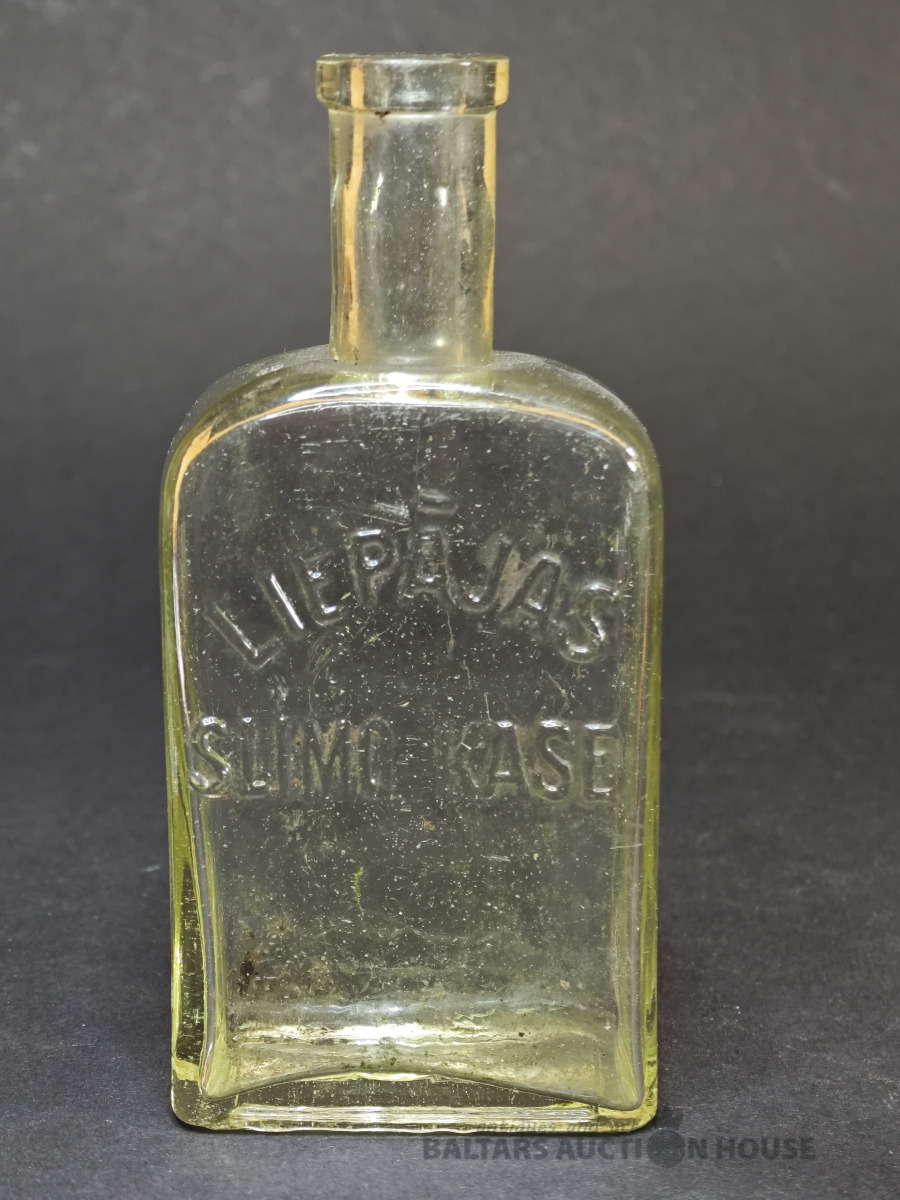 LIEPĀJAS
SLIMO KASE
BALTARS AUCTION HOUSE